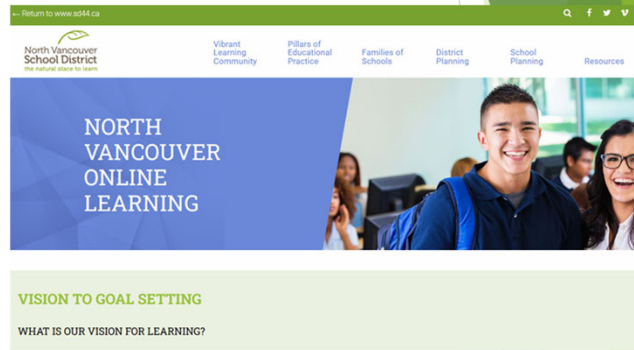 ← Return to www.sd44.ca
North Vancouver
School District
the natural place to learn
Vibrant
Learning
Community
Pillars of
Educational
Practice
Families of
Schools
District
Planning
School
Planning
Resources
NORTH
VANCOUVER
ONLINE
LEARNING
VISION TO GOAL SETTING
WHAT IS OUR VISION FOR LEARNING?